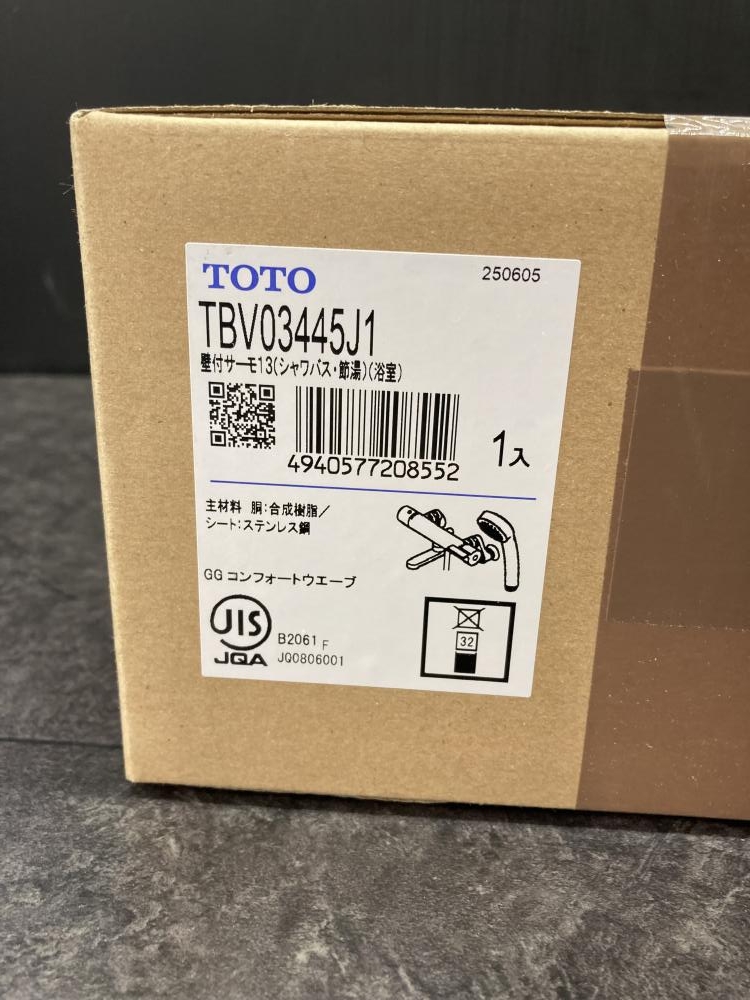 TOTO
250605
TBV03445J1
壁付サーモ13(シャワバス・節湯)(浴室)
4940577208552
1入
主材料 胴:合成樹脂/
シート:ステンレス鋼
GG コンフォートウエーブ
JIS
JQA
B2061 F
JQ0806001
32